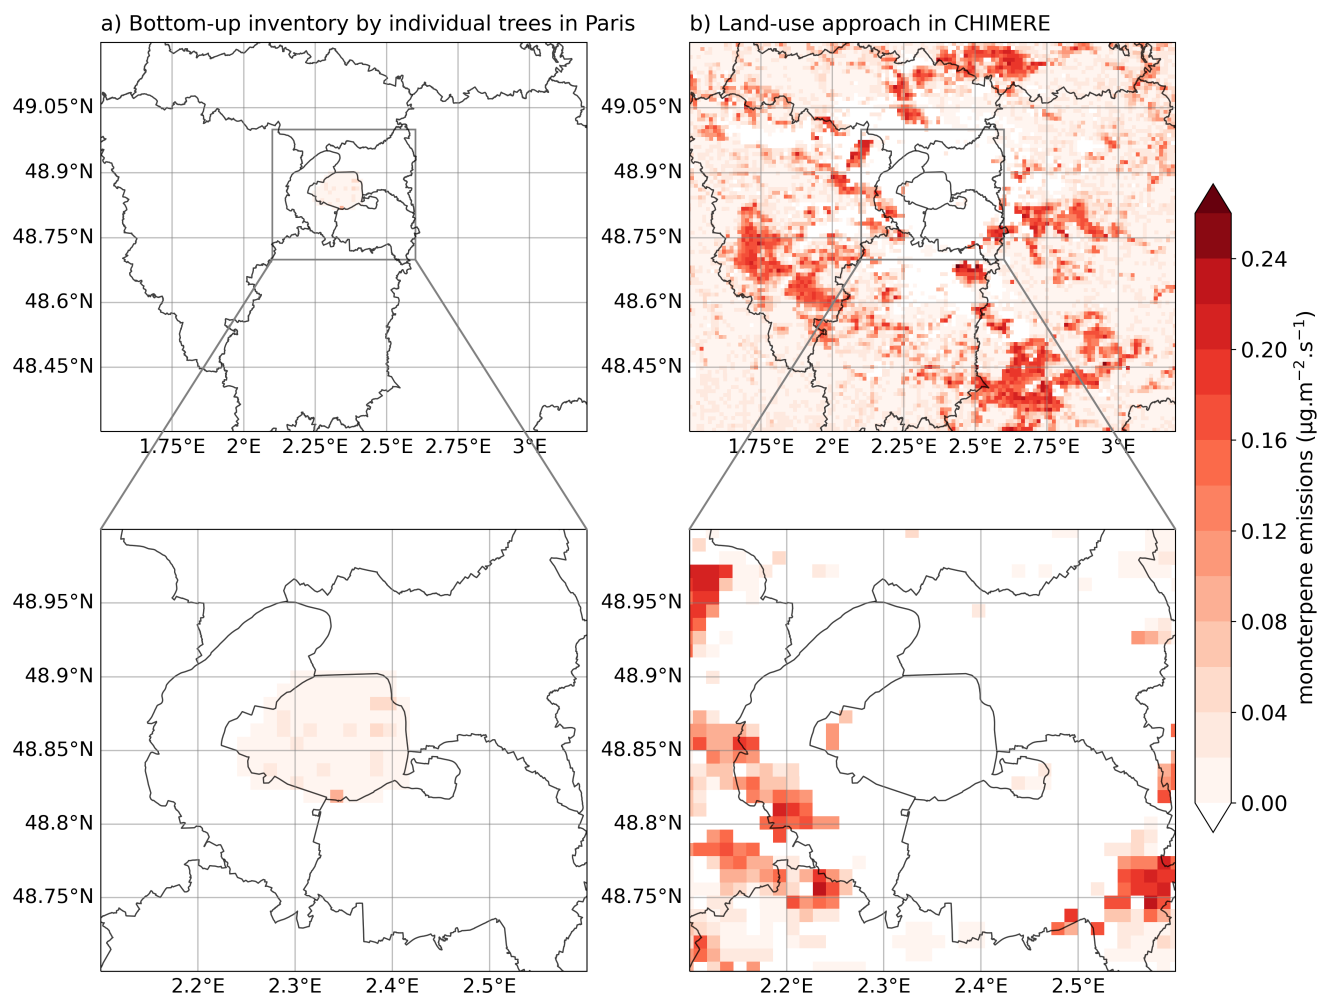 a) Bottom-up inventory by individual trees in Paris
b) Land-use approach in CHIMERE
49.05°N
48.9°N
48.75°N
48.6°N
48.45°N
1.75°E 2°E 2.25°E 2.5°E 2.75°E 3°E
49.05°N
48.9°N
48.75°N
48.6°N
48.45°N
1.75°E 2°E 2.25°E 2.5°E 2.75°E 3°E
48.95°N
48.9°N
48.85°N
48.8°N
48.75°N
2.2°E 2.3°E 2.4°E 2.5°E
48.95°N
48.9°N
48.85°N
48.8°N
48.75°N
2.2°E 2.3°E 2.4°E 2.5°E
0.24
0.20
0.16
0.12
0.08
0.04
0.00
monoterpene emissions (µg.m⁻².s⁻¹)